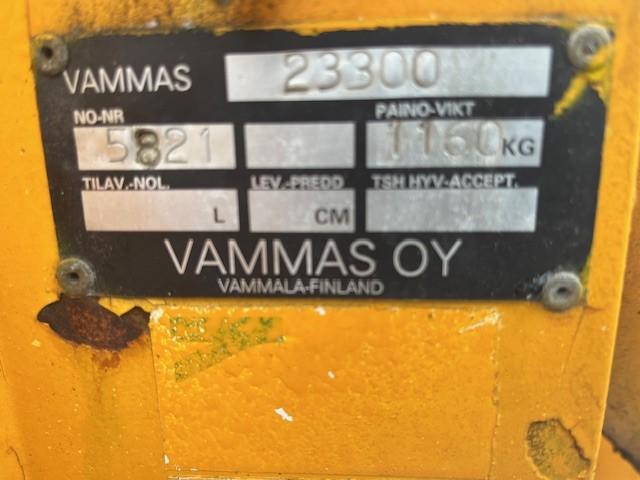 VAMMAS 23300
NO-NR PAINO-VIKT
5821 1160 KG
TILAV.-NOL. LEV.-PREDD TSH HYV-ACCEPT.
L CM
VAMMAS OY
VAMMALA-FINLAND